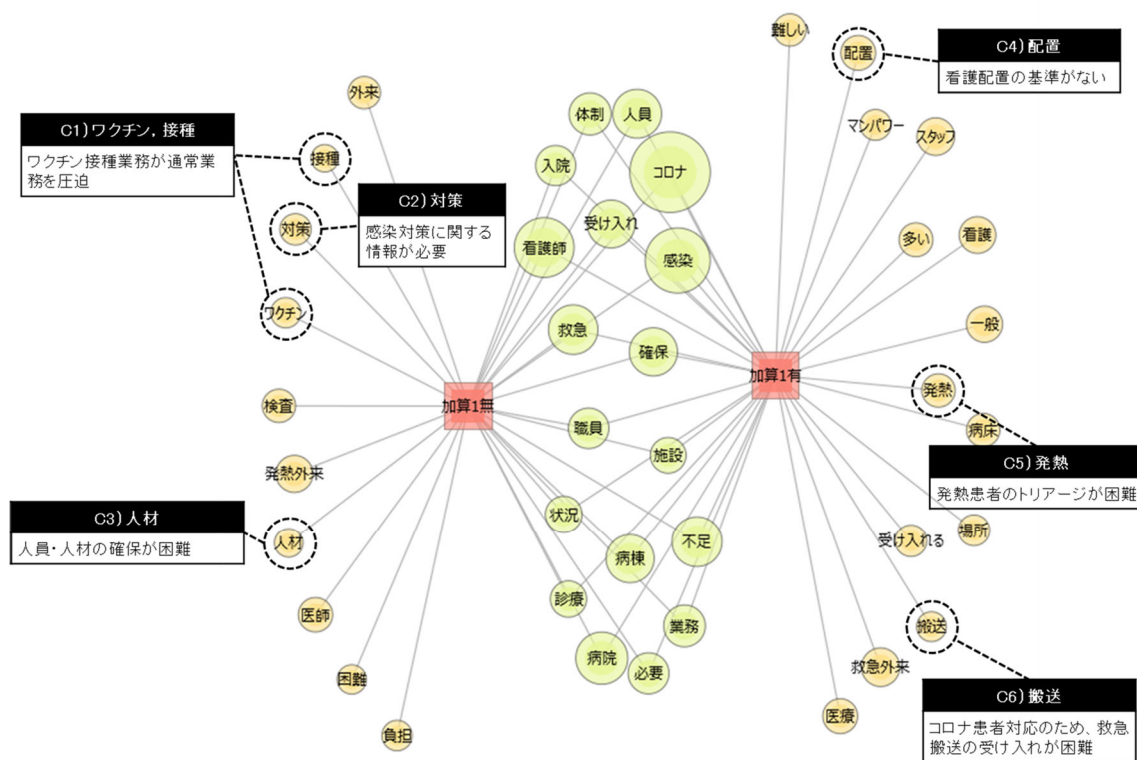 難しい
配置
C4)配置
看護配置の基準がない
外来
体制
人員
C1)ワクチン,接種
ワクチン接種業務が通常業
務を圧迫
マンパワー
スタッフ
接種
入院
コロナ
C2)対策
感染対策に関する
情報が必要
対策
受け入れ
看護師
感染
多い
看護
ワクチン
救急
確保
一般
加算1有
発熱
加算1無
検査
職員
病床
施設
C5)発熱
発熱患者のトリアージが困難
発熱外来
C3)人材
人員・人材の確保が困難
状況
人材
不足
病棟
受け入れる
場所
診療
医師
業務
搬送
病院
必要
救急外来
困難
C6)搬送
コロナ患者対応のため、救急
搬送の受け入れが困難
医療
負担